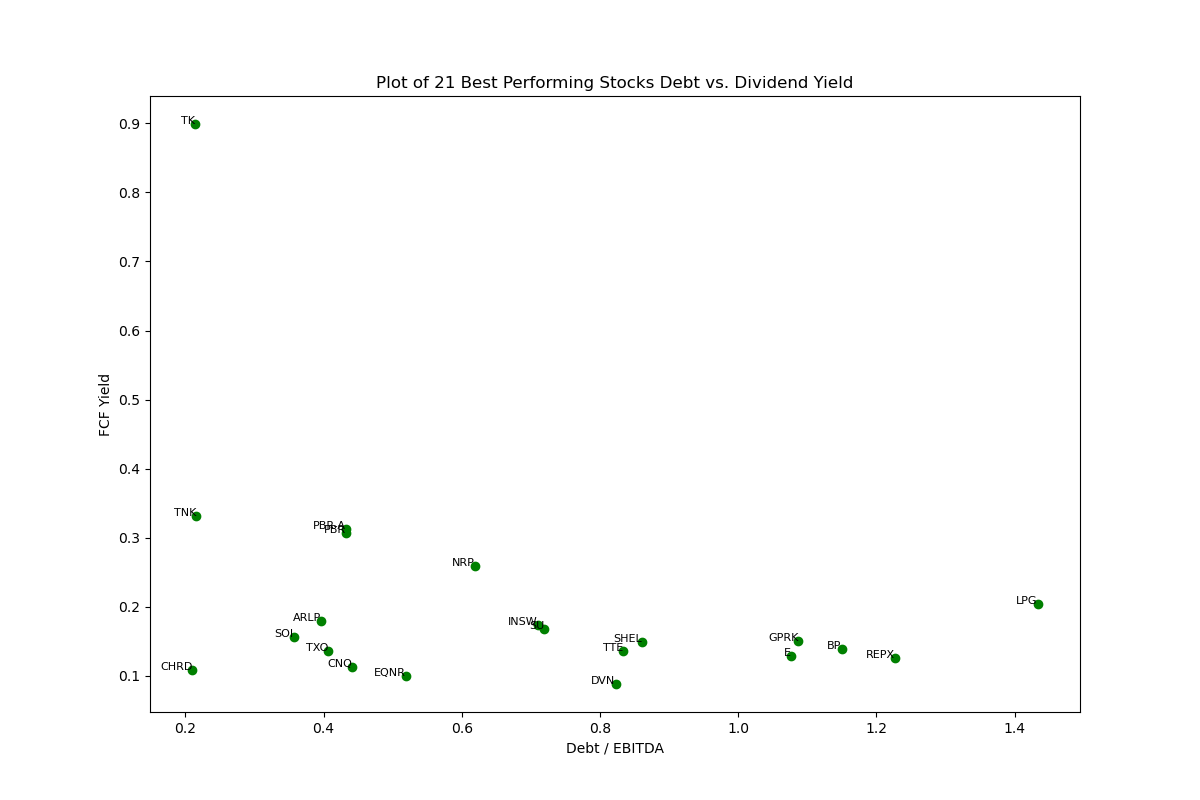 Plot of 21 Best Performing Stocks Debt vs. Dividend Yield
FCF Yield
0.9
0.8
0.7
0.6
0.5
0.4
0.3
0.2
0.1
TK
TNK
PBR-A
PBR
NRP
LPG
ARLP
INSW
SOI
SHEL
GPRK
TXO
TTE
BP
E
REPX
CNQ
CHRD
EQNR
DVN
0.2
0.4
0.6
0.8
1.0
1.2
1.4
Debt / EBITDA